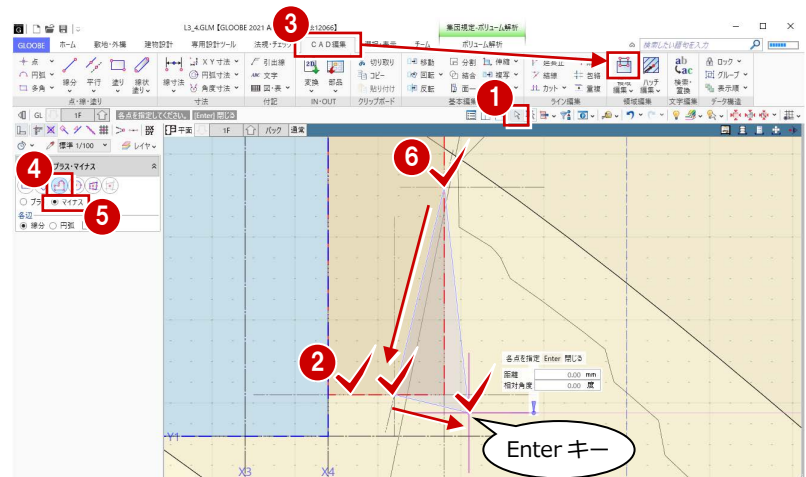 L3_4.GLM [GLOOBE 2021 A
:12066]
集団規定・ボリューム解析
GLOOBE ホーム 敷地・外構 建物設計 専用設計ツール 法規・チェック CAD編集 チーム ボリューム解析 検索したい語句を入力
点 円弧 多角 線分 平行 塗り 線状塗り 線寸法 XY寸法 円弧寸法 角度寸法 引出線 文字 図・表 変換 部品 切り取り コピー 貼り付け 移動 回転 反転 分割 伸縮 結合 複写 面一 結線 包絡 カット 重複 編集 ハッチ編集 検索・置換 ロック グループ 表示順
点・線・塗り 寸法 付記 IN・OUT クリップボード 基本編集 ライン編集 領域編集 文字編集 データ構造
GL 1F 各点を指定してください。 [Enter] 閉じる
標準 1/100 レイヤ
平面 1F パック 通常
プラス・マイナス
マイナス
各辺
線分 円弧
1
2
3
4
5
6
各点を指定 Enter 閉じる
距離 0.00 mm
相対角度 0.00 度
Enter キー
Y1
X3 X4